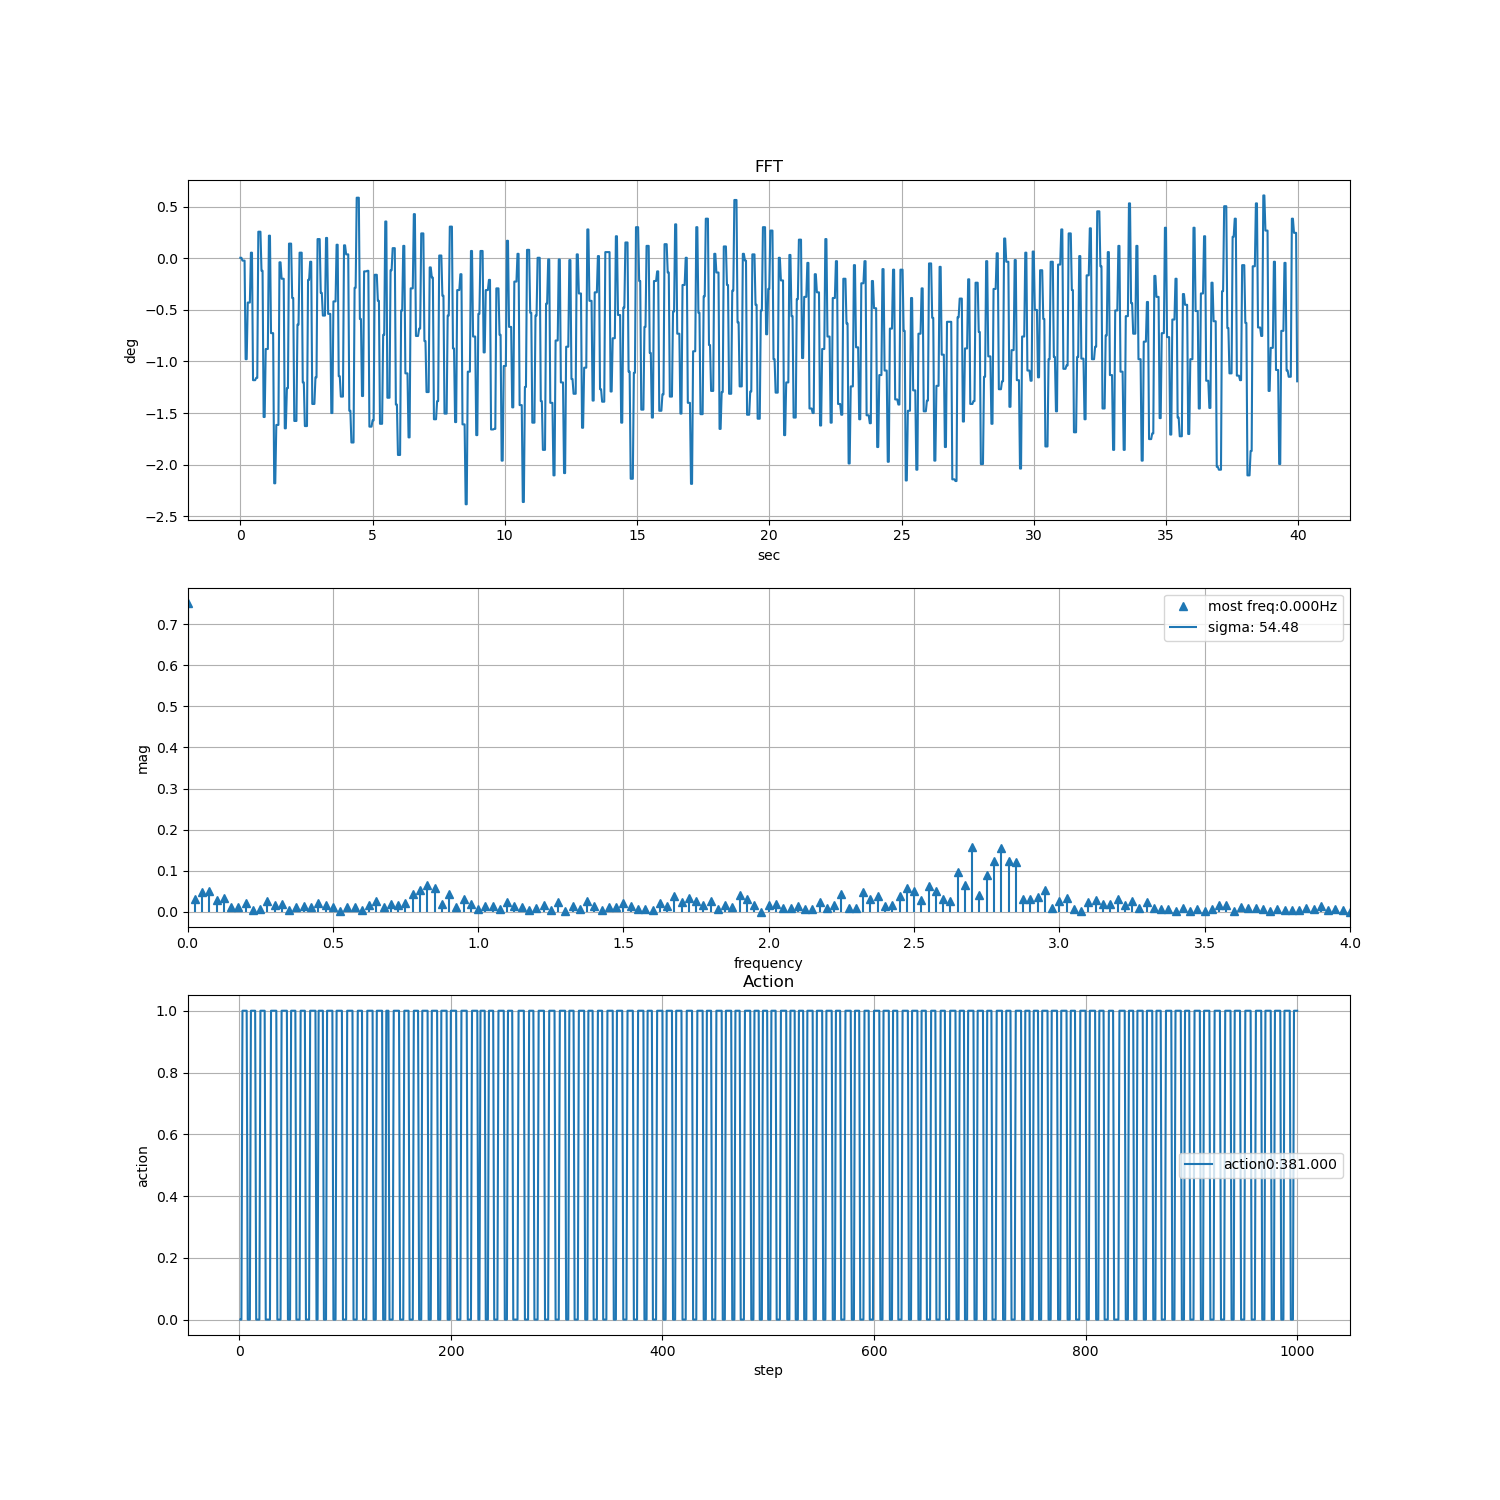 FFT
0.5
0.0
−0.5
−1.0
−1.5
−2.0
−2.5
deg
0 5 10 15 20 25 30 35 40
sec
most freq:0.000Hz
sigma: 54.48
0.7
0.6
0.5
0.4
0.3
0.2
0.1
0.0
mag
0.0 0.5 1.0 1.5 2.0 2.5 3.0 3.5 4.0
frequency
Action
1.0
0.8
0.6
0.4
0.2
0.0
action
action0:381.000
0 200 400 600 800 1000
step